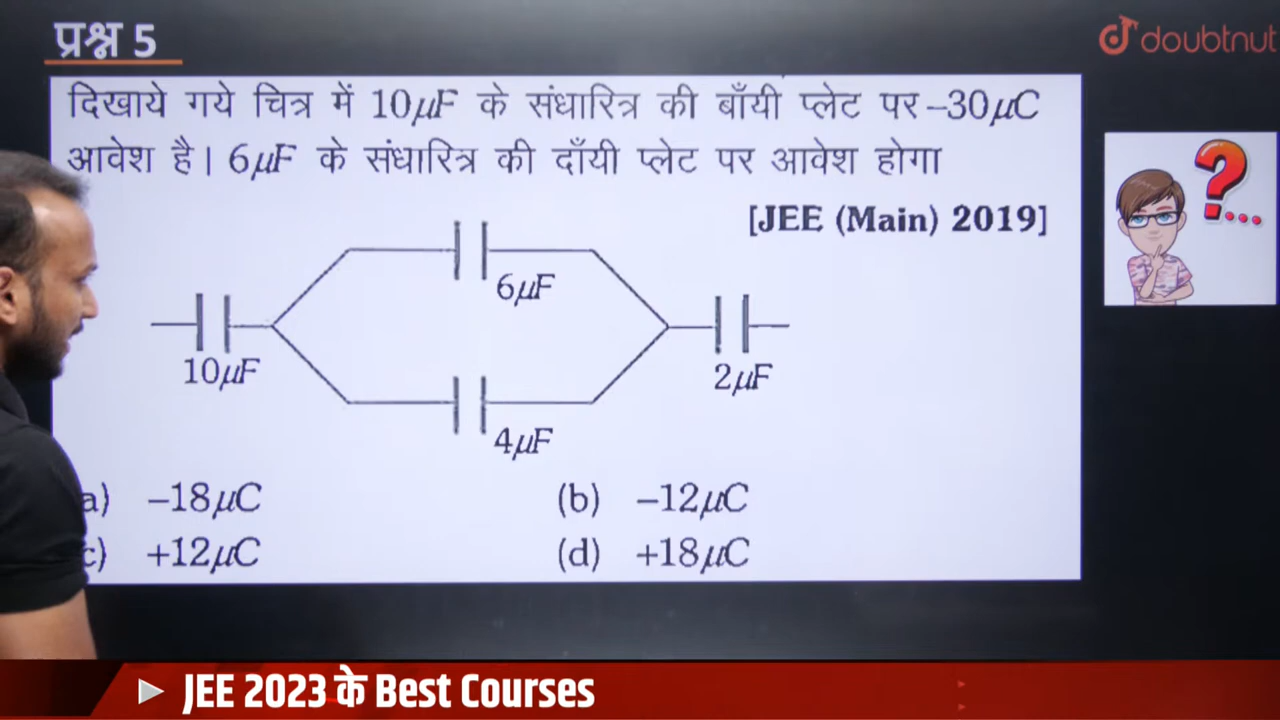 प्रश्न 5
doubtnut
दिखाये गये चित्र में 10μF के संधारित्र की बाँयी प्लेट पर –30μC
आवेश है। 6μF के संधारित्र की दाँयी प्लेट पर आवेश होगा
[JEE (Main) 2019]
6μF
10μF
2μF
4μF
a) –18μC (b) –12μC
c) +12μC (d) +18μC
JEE 2023 के Best Courses